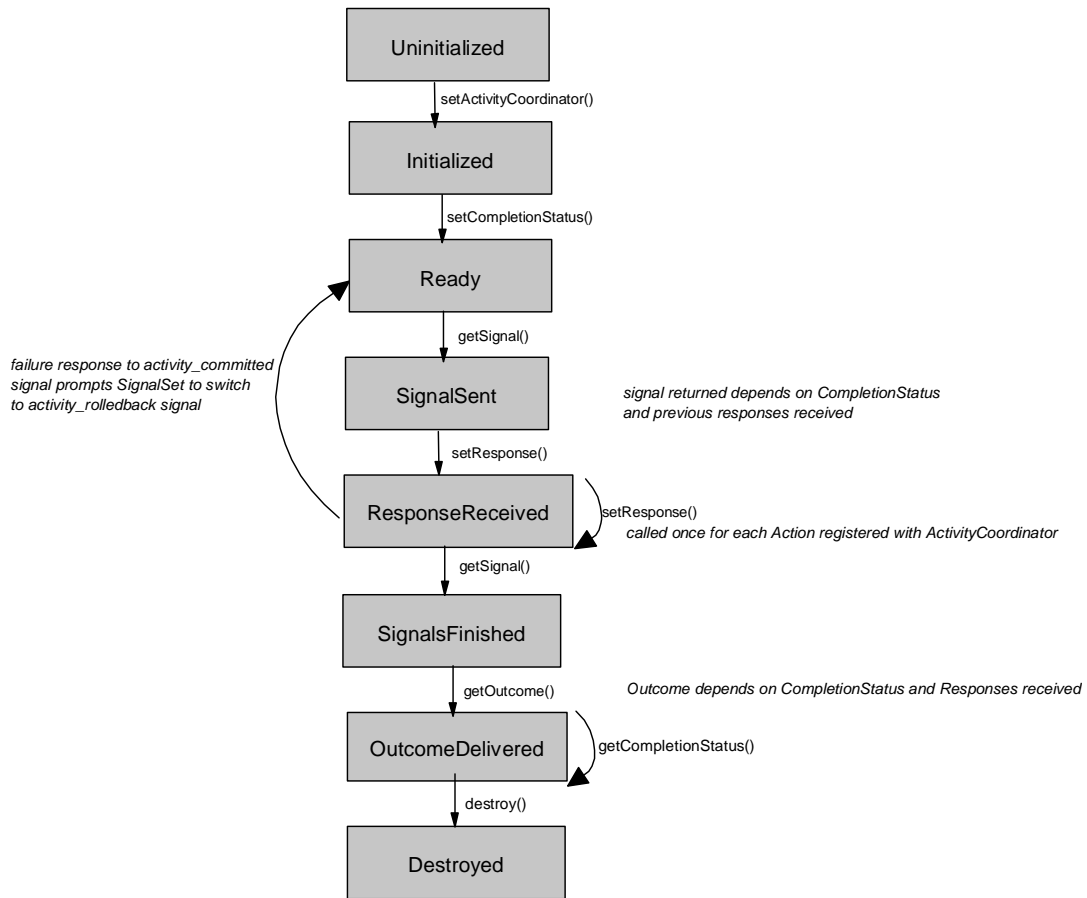 Uninitialized
setActivityCoordinator()
Initialized
setCompletionStatus()
Ready
getSignal()
failure response to activity_committed
signal prompts SignalSet to switch
to activity_rolledback signal
SignalSent
signal returned depends on CompletionStatus
and previous responses received
setResponse()
ResponseReceived
setResponse()
called once for each Action registered with ActivityCoordinator
getSignal()
SignalsFinished
getOutcome()
Outcome depends on CompletionStatus and Responses received
OutcomeDelivered
getCompletionStatus()
destroy()
Destroyed